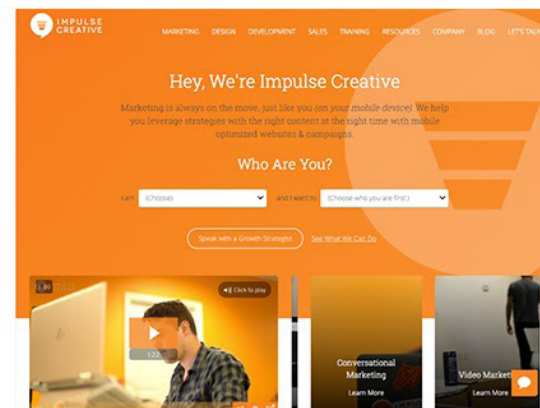 IMPULSE
CREATIVE
MARKETING DESIGN DEVELOPMENT SALES TRAINING RESOURCES COMPANY BLOG LET'S TALK
Hey, We're Impulse Creative
Marketing is always on the move, just like you (on your mobile device). We help
you leverage strategies with the right content at the right time with mobile
optimized websites & campaigns.
Who Are You?
I am (Choose) and I want to (Choose who you are first.)
Speak with a Growth Strategist See What We Can Do
Click to play
1:22
Conversational
Marketing
Learn More
Video Market
Learn More